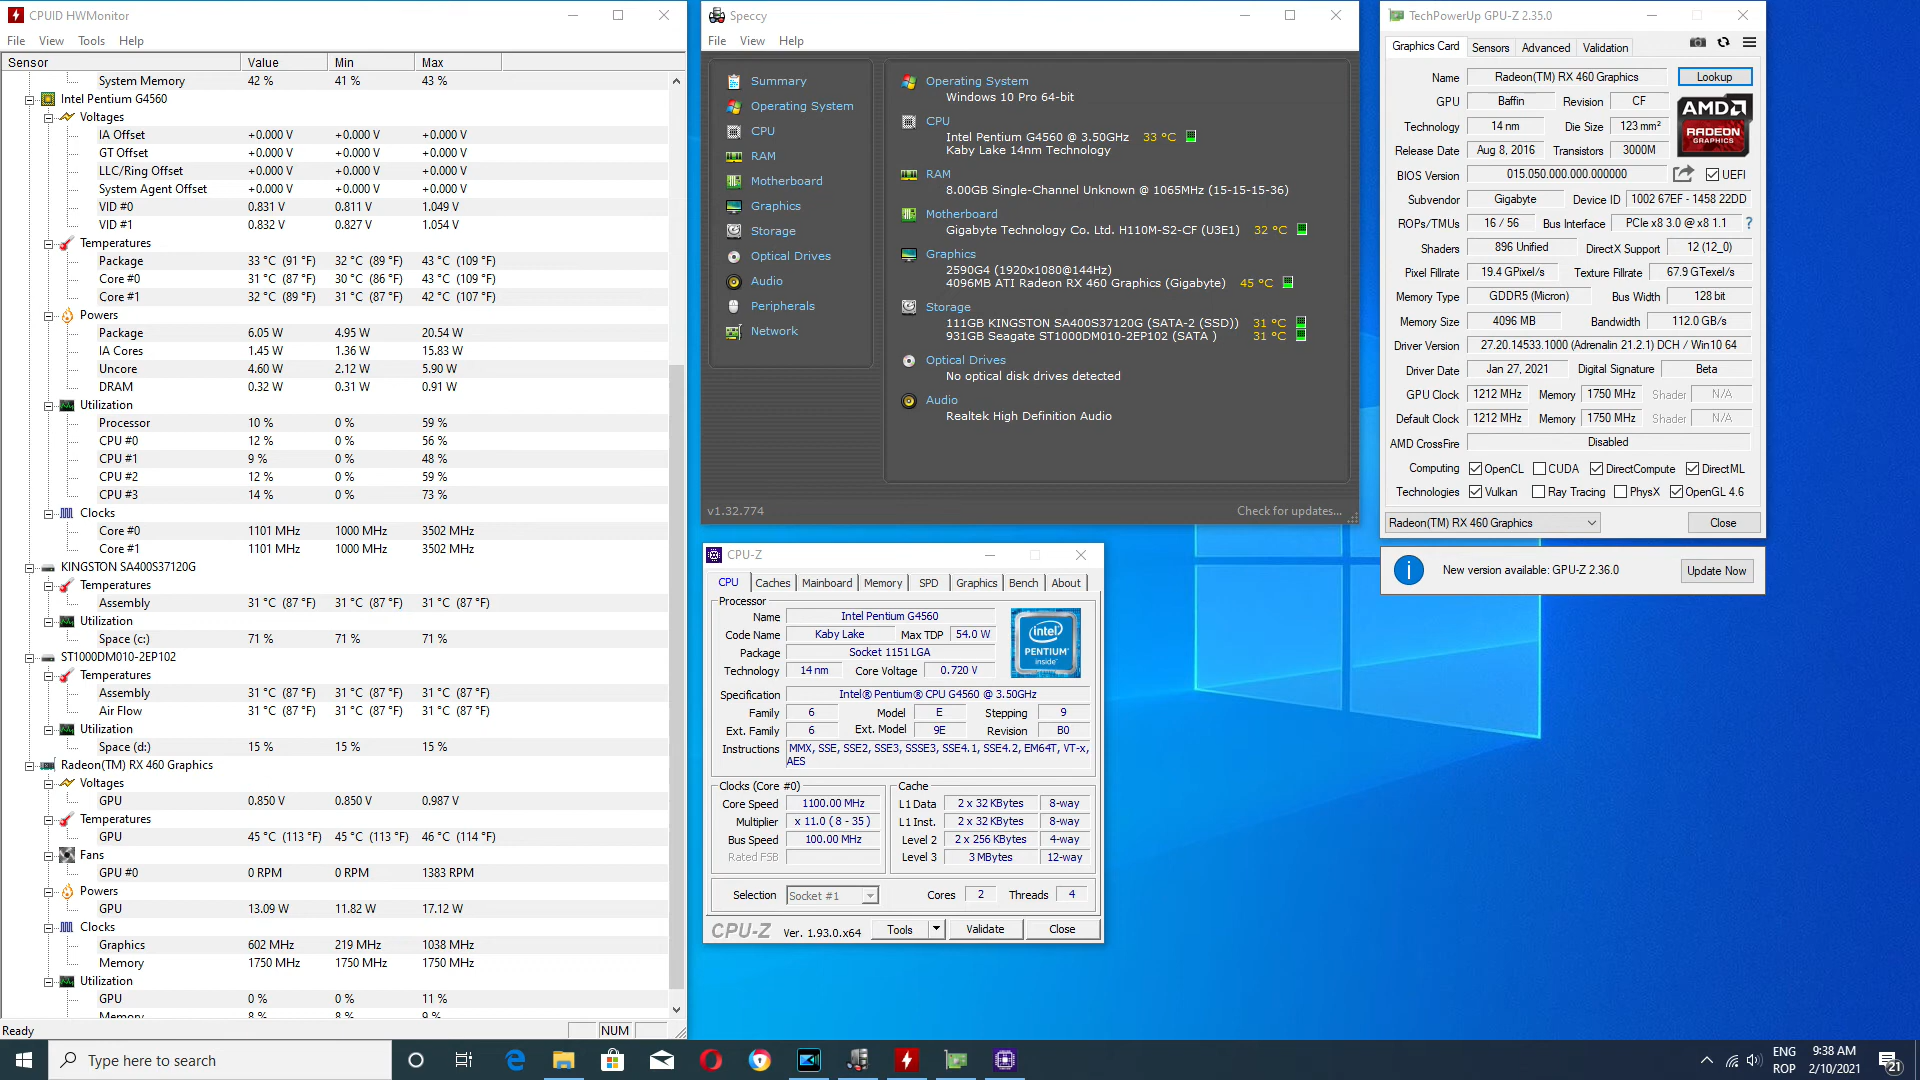 CPUID HWMonitor
File View Tools Help
Sensor Value Min Max
System Memory 42 % 41 % 43 %
Intel Pentium G4560
Voltages
IA Offset +0.000 V +0.000 V +0.000 V
GT Offset +0.000 V +0.000 V +0.000 V
LLC/Ring Offset +0.000 V +0.000 V +0.000 V
System Agent Offset +0.000 V +0.000 V +0.000 V
VID #0 0.831 V 0.811 V 1.049 V
VID #1 0.832 V 0.827 V 1.054 V
Temperatures
Package 33 °C (91 °F) 32 °C (89 °F) 43 °C (109 °F)
Core #0 31 °C (87 °F) 30 °C (86 °F) 43 °C (109 °F)
Core #1 32 °C (89 °F) 31 °C (87 °F) 42 °C (107 °F)
Powers
Package 6.05 W 4.95 W 20.54 W
IA Cores 1.45 W 1.36 W 15.83 W
Uncore 4.60 W 2.12 W 5.90 W
DRAM 0.32 W 0.31 W 0.91 W
Utilization
Processor 10 % 0 % 59 %
CPU #0 12 % 0 % 56 %
CPU #1 9 % 0 % 48 %
CPU #2 12 % 0 % 59 %
CPU #3 14 % 0 % 73 %
Clocks
Core #0 1101 MHz 1000 MHz 3502 MHz
Core #1 1101 MHz 1000 MHz 3502 MHz
KINGSTON SA400S37120G
Temperatures
Assembly 31 °C (87 °F) 31 °C (87 °F) 31 °C (87 °F)
Utilization
Space (c:) 71 % 71 % 71 %
ST1000DM010-2EP102
Temperatures
Assembly 31 °C (87 °F) 31 °C (87 °F) 31 °C (87 °F)
Air Flow 31 °C (87 °F) 31 °C (87 °F) 31 °C (87 °F)
Utilization
Space (d:) 15 % 15 % 15 %
Radeon(TM) RX 460 Graphics
Voltages
GPU 0.850 V 0.850 V 0.987 V
Temperatures
GPU 45 °C (113 °F) 45 °C (113 °F) 46 °C (114 °F)
Fans
GPU #0 0 RPM 0 RPM 1383 RPM
Powers
GPU 13.09 W 11.82 W 17.12 W
Clocks
Graphics 602 MHz 219 MHz 1038 MHz
Memory 1750 MHz 1750 MHz 1750 MHz
Utilization
GPU 0 % 0 % 11 %
Memory 8 % 8 % 9 %
Ready NUM
Speccy
File View Help
Summary
Operating System
CPU
RAM
Motherboard
Graphics
Storage
Optical Drives
Audio
Peripherals
Network
Operating System
Windows 10 Pro 64-bit
CPU
Intel Pentium G4560 @ 3.50GHz 33 °C
Kaby Lake 14nm Technology
RAM
8.00GB Single-Channel Unknown @ 1065MHz (15-15-15-36)
Motherboard
Gigabyte Technology Co. Ltd. H110M-S2-CF (U3E1) 32 °C
Graphics
2590G4 (1920x1080@144Hz)
4096MB ATI Radeon RX 460 Graphics (Gigabyte) 45 °C
Storage
111GB KINGSTON SA400S37120G (SATA-2 (SSD)) 31 °C
931GB Seagate ST1000DM010-2EP102 (SATA ) 31 °C
Optical Drives
No optical disk drives detected
Audio
Realtek High Definition Audio
v1.32.774 Check for updates...
CPU-Z
CPU Caches Mainboard Memory SPD Graphics Bench About
Processor
Name Intel Pentium G4560
Code Name Kaby Lake Max TDP 54.0 W
Package Socket 1151 LGA
Technology 14 nm Core Voltage 0.720 V
intel PENTIUM inside
Specification Intel® Pentium® CPU G4560 @ 3.50GHz
Family 6 Model E Stepping 9
Ext. Family 6 Ext. Model 9E Revision B0
Instructions MMX, SSE, SSE2, SSE3, SSSE3, SSE4.1, SSE4.2, EM64T, VT-x,
AES
Clocks (Core #0)
Core Speed 1100.00 MHz
Multiplier x 11.0 ( 8 - 35 )
Bus Speed 100.00 MHz
Rated FSB
Cache
L1 Data 2 x 32 KBytes 8-way
L1 Inst. 2 x 32 KBytes 8-way
Level 2 2 x 256 KBytes 4-way
Level 3 3 MBytes 12-way
Selection Socket #1 Cores 2 Threads 4
CPU-Z Ver. 1.93.0.x64 Tools Validate Close
TechPowerUp GPU-Z 2.35.0
Graphics Card Sensors Advanced Validation
Name Radeon(TM) RX 460 Graphics Lookup
GPU Baffin Revision CF
AMD RADEON GRAPHICS
Technology 14 nm Die Size 123 mm²
Release Date Aug 8, 2016 Transistors 3000M
BIOS Version 015.050.000.000.000000 UEFI
Subvendor Gigabyte Device ID 1002 67EF - 1458 22DD
ROPs/TMUs 16 / 56 Bus Interface PCIe x8 3.0 @ x8 1.1 ?
Shaders 896 Unified DirectX Support 12 (12_0)
Pixel Fillrate 19.4 GPixel/s Texture Fillrate 67.9 GTexel/s
Memory Type GDDR5 (Micron) Bus Width 128 bit
Memory Size 4096 MB Bandwidth 112.0 GB/s
Driver Version 27.20.14533.1000 (Adrenalin 21.2.1) DCH / Win10 64
Driver Date Jan 27, 2021 Digital Signature Beta
GPU Clock 1212 MHz Memory 1750 MHz Shader N/A
Default Clock 1212 MHz Memory 1750 MHz Shader N/A
AMD CrossFire Disabled
Computing OpenCL CUDA DirectCompute DirectML
Technologies Vulkan Ray Tracing PhysX OpenGL 4.6
Radeon(TM) RX 460 Graphics Close
New version available: GPU-Z 2.36.0 Update Now
Type here to search
ENG
ROP
9:38 AM
2/10/2021
21